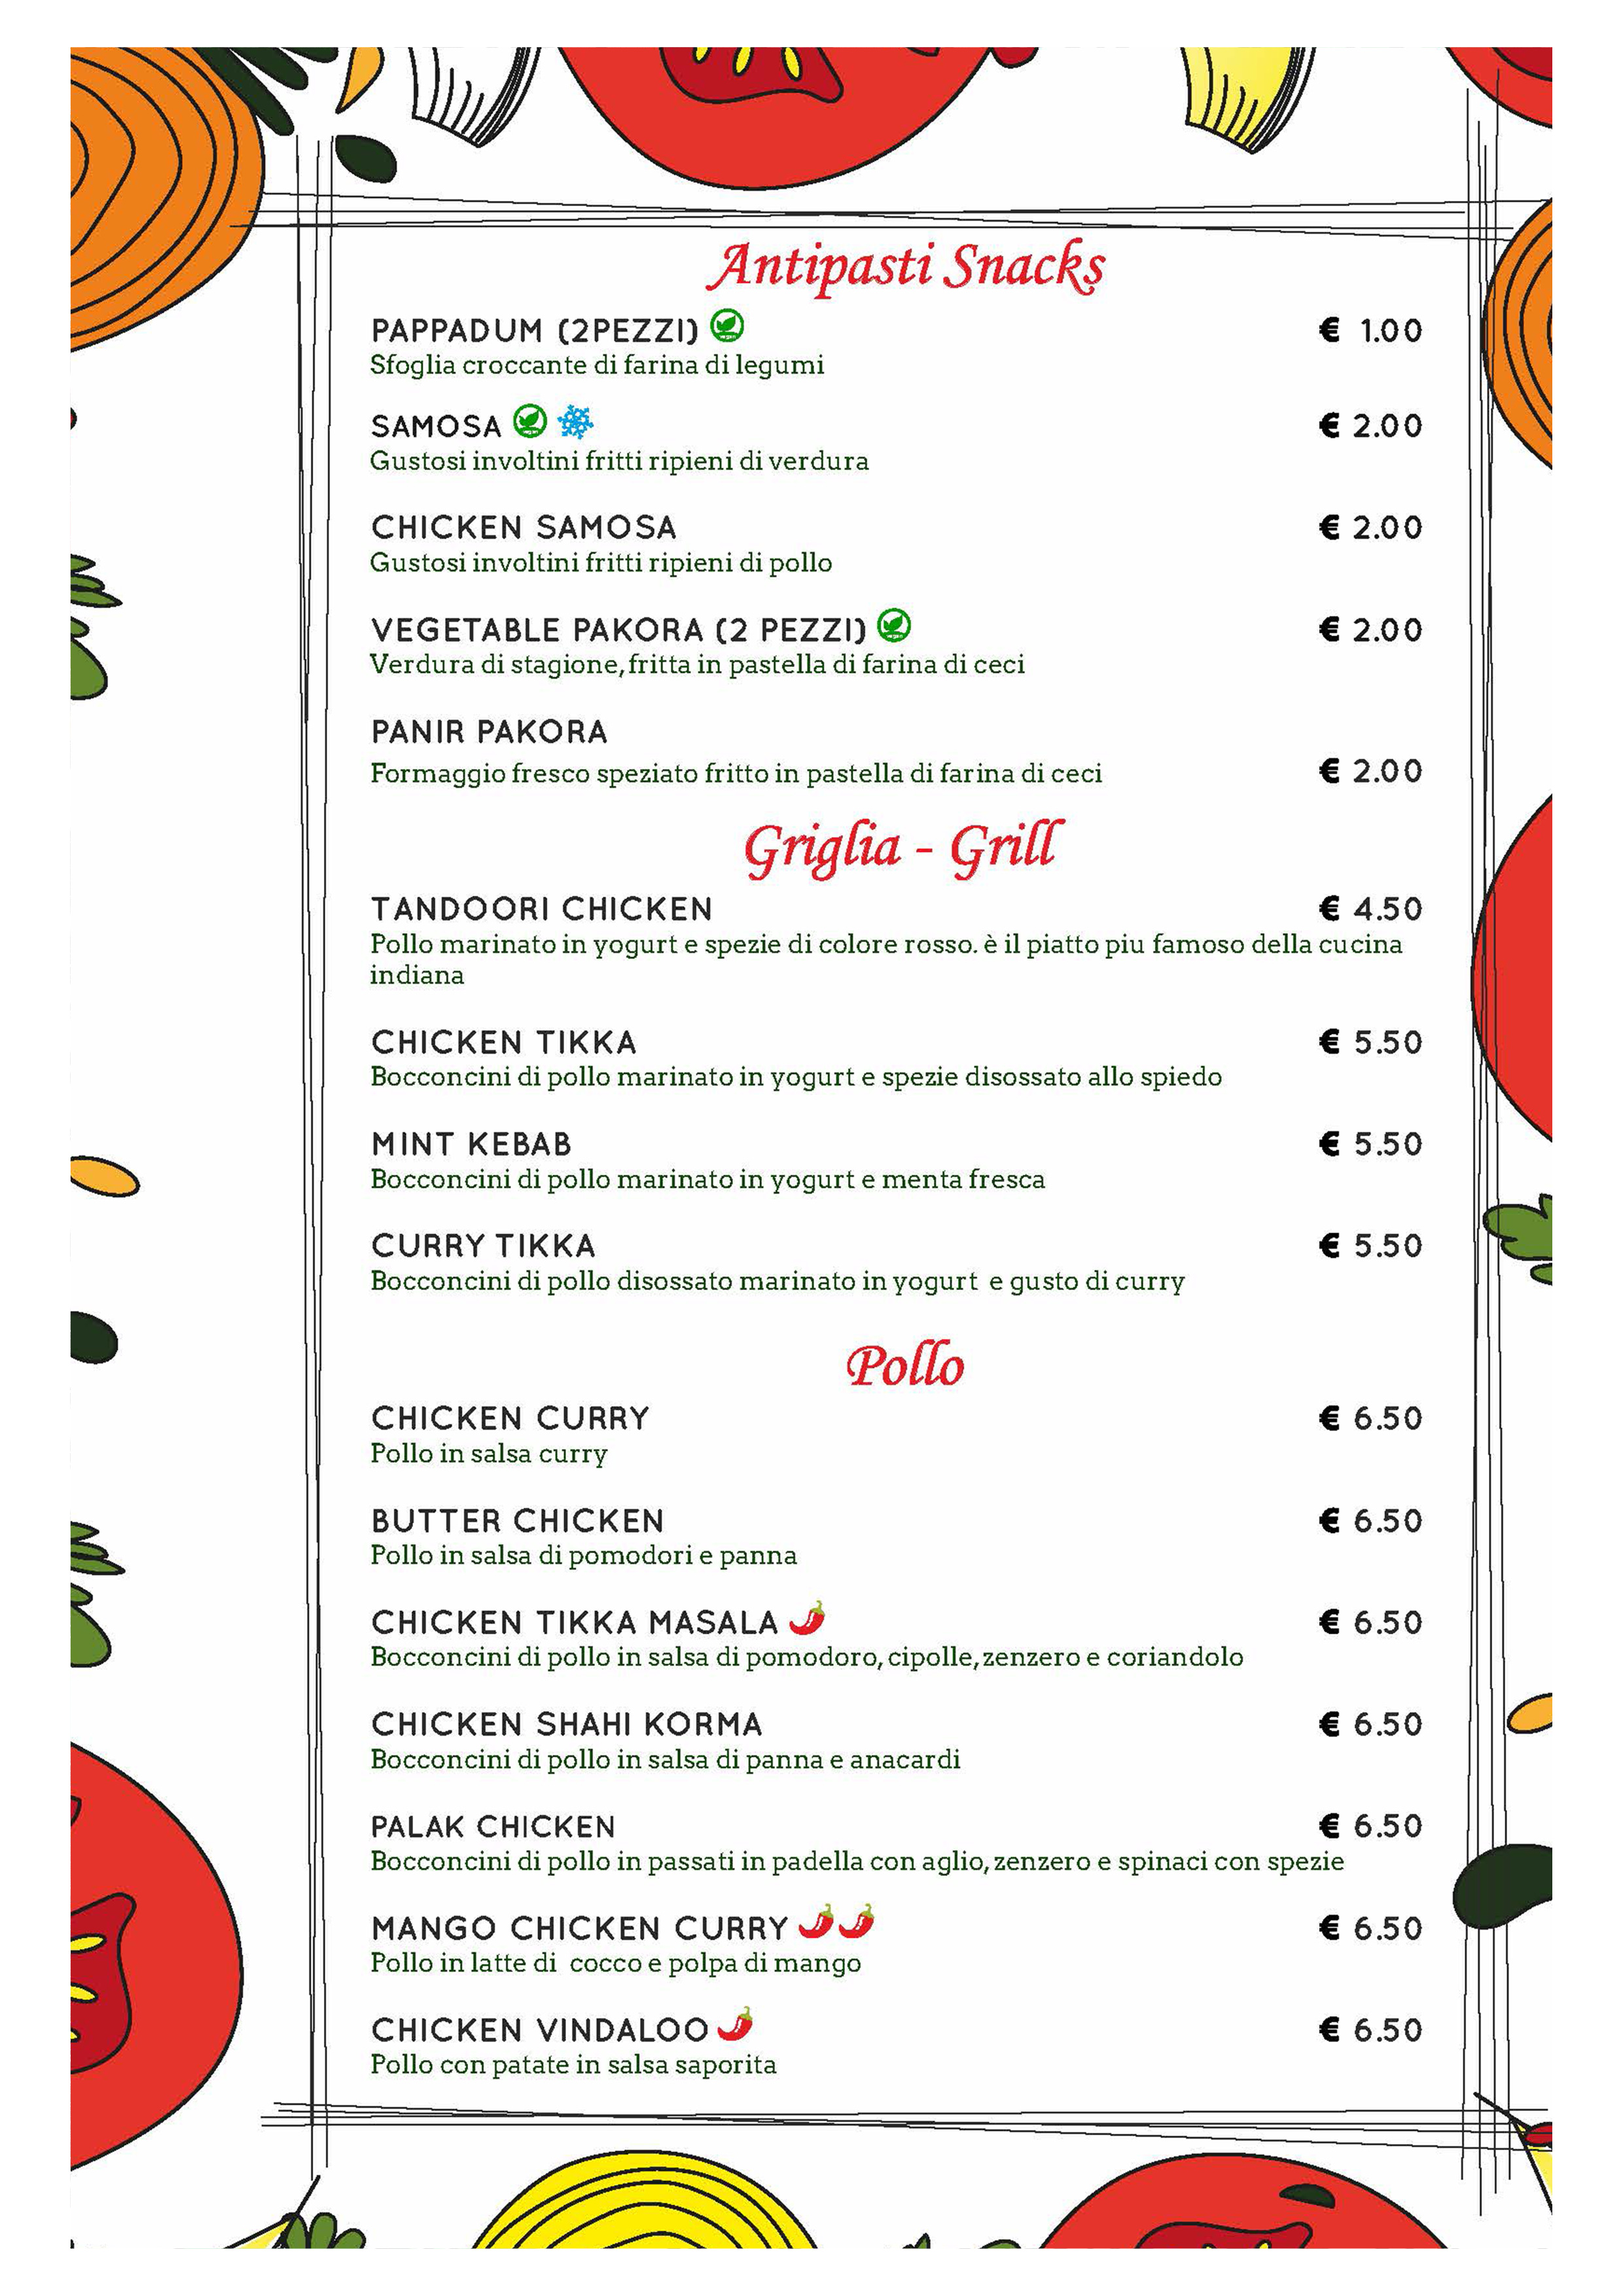 Antipasti Snacks
PAPPADUM (2PEZZI) € 1.00
Sfoglia croccante di farina di legumi
SAMOSA € 2.00
Gustosi involtini fritti ripieni di verdura
CHICKEN SAMOSA € 2.00
Gustosi involtini fritti ripieni di pollo
VEGETABLE PAKORA (2 PEZZI) € 2.00
Verdura di stagione, fritta in pastella di farina di ceci
PANIR PAKORA
Formaggio fresco speziato fritto in pastella di farina di ceci € 2.00
Griglia - Grill
TANDOORI CHICKEN € 4.50
Pollo marinato in yogurt e spezie di colore rosso. è il piatto piu famoso della cucina
indiana
CHICKEN TIKKA € 5.50
Bocconcini di pollo marinato in yogurt e spezie disossato allo spiedo
MINT KEBAB € 5.50
Bocconcini di pollo marinato in yogurt e menta fresca
CURRY TIKKA € 5.50
Bocconcini di pollo disossato marinato in yogurt e gusto di curry
Pollo
CHICKEN CURRY € 6.50
Pollo in salsa curry
BUTTER CHICKEN € 6.50
Pollo in salsa di pomodori e panna
CHICKEN TIKKA MASALA € 6.50
Bocconcini di pollo in salsa di pomodoro, cipolle, zenzero e coriandolo
CHICKEN SHAHI KORMA € 6.50
Bocconcini di pollo in salsa di panna e anacardi
PALAK CHICKEN € 6.50
Bocconcini di pollo in passati in padella con aglio, zenzero e spinaci con spezie
MANGO CHICKEN CURRY € 6.50
Pollo in latte di cocco e polpa di mango
CHICKEN VINDALOO € 6.50
Pollo con patate in salsa saporita